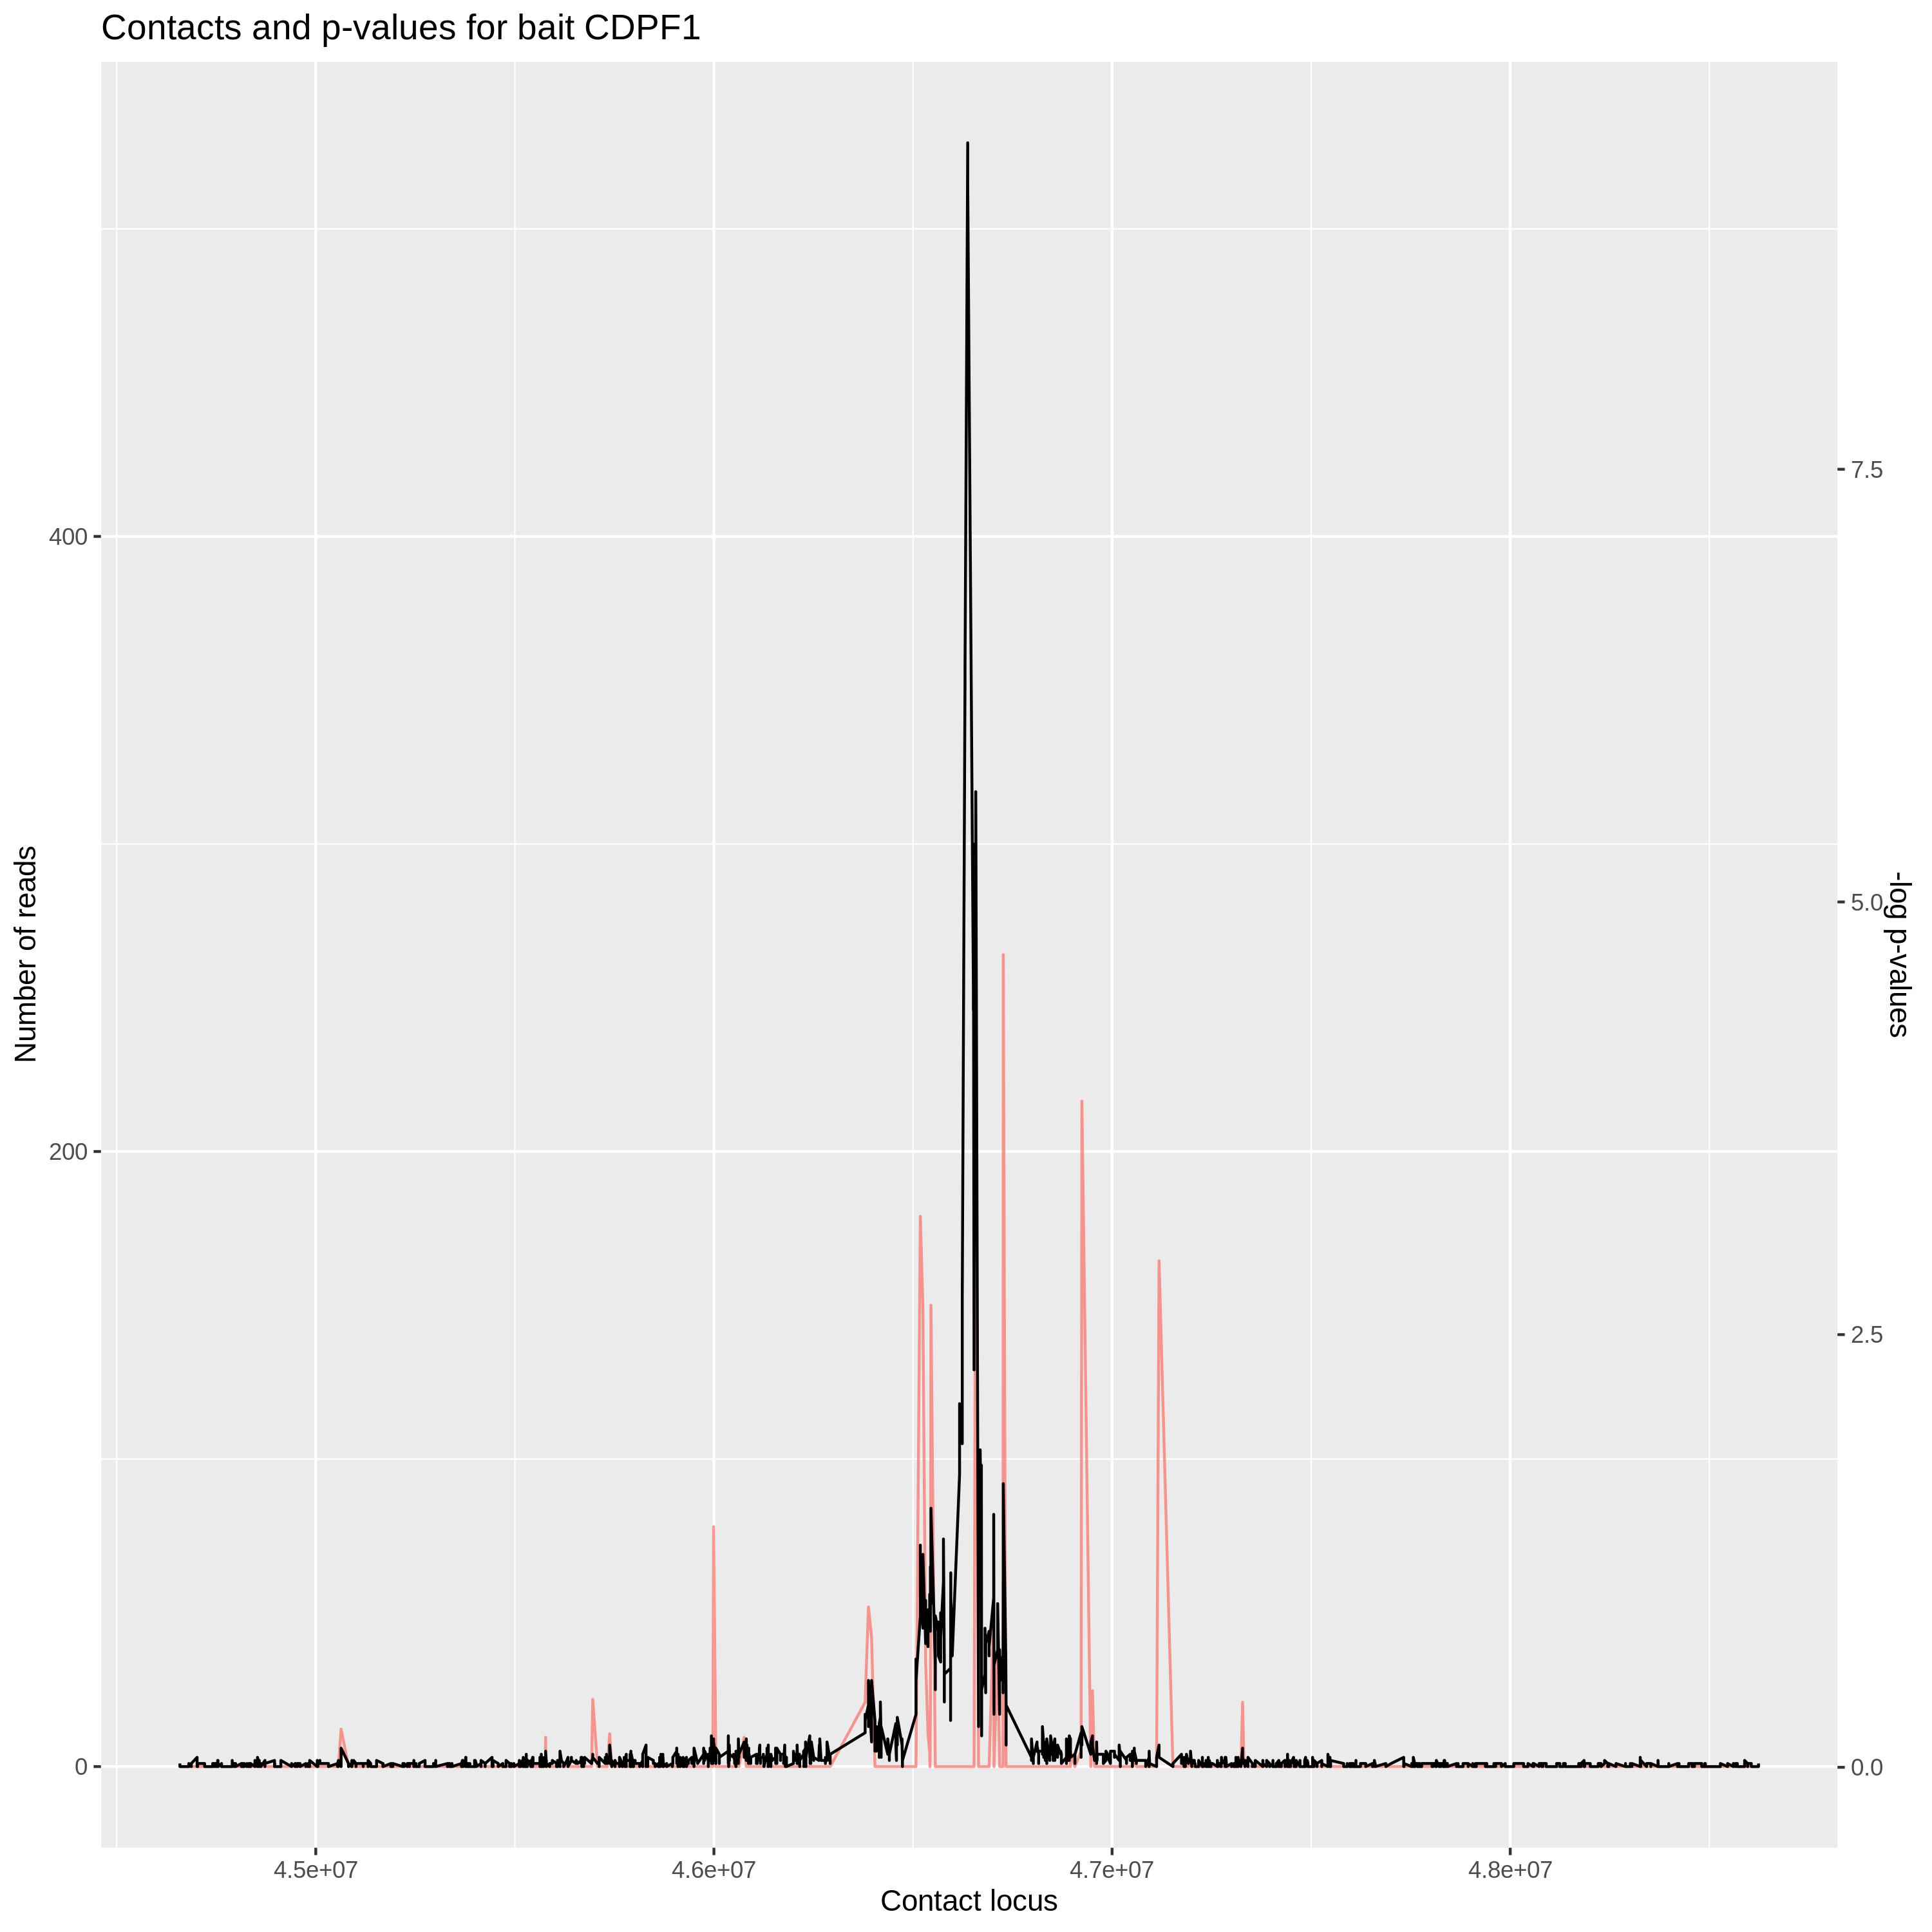 Contacts and p-values for bait CDPF1
Number of reads
400
200
0
7.5
5.0
2.5
0.0
-log p-values
4.5e+07 4.6e+07 4.7e+07 4.8e+07
Contact locus